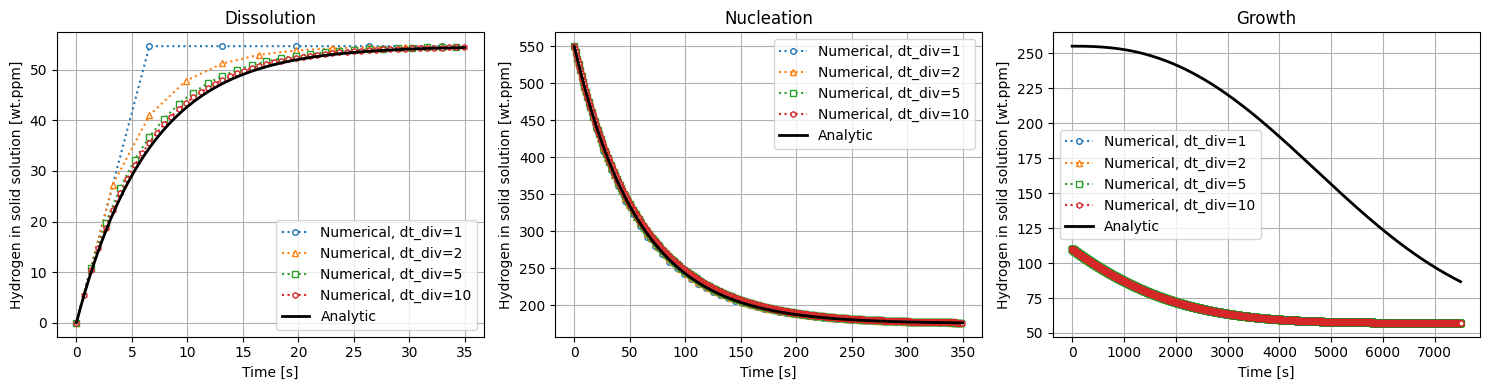 Dissolution
Hydrogen in solid solution [wt.ppm]
50
40
30
20
10
0
Numerical, dt_div=1
Numerical, dt_div=2
Numerical, dt_div=5
Numerical, dt_div=10
Analytic
0 5 10 15 20 25 30 35
Time [s]
Nucleation
Hydrogen in solid solution [wt.ppm]
550
500
450
400
350
300
250
200
Numerical, dt_div=1
Numerical, dt_div=2
Numerical, dt_div=5
Numerical, dt_div=10
Analytic
0 50 100 150 200 250 300 350
Time [s]
Growth
Hydrogen in solid solution [wt.ppm]
250
225
200
175
150
125
100
75
50
Numerical, dt_div=1
Numerical, dt_div=2
Numerical, dt_div=5
Numerical, dt_div=10
Analytic
0 1000 2000 3000 4000 5000 6000 7000
Time [s]